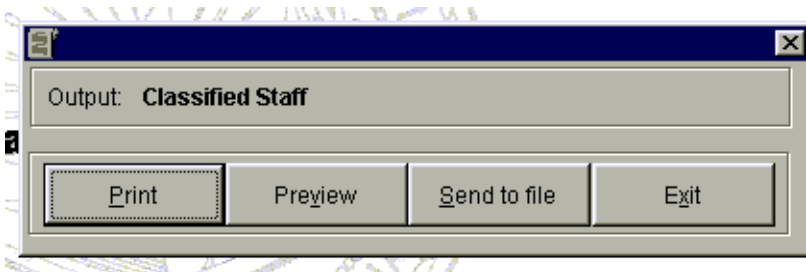 Output: Classified Staff
Print Preview Send to file Exit